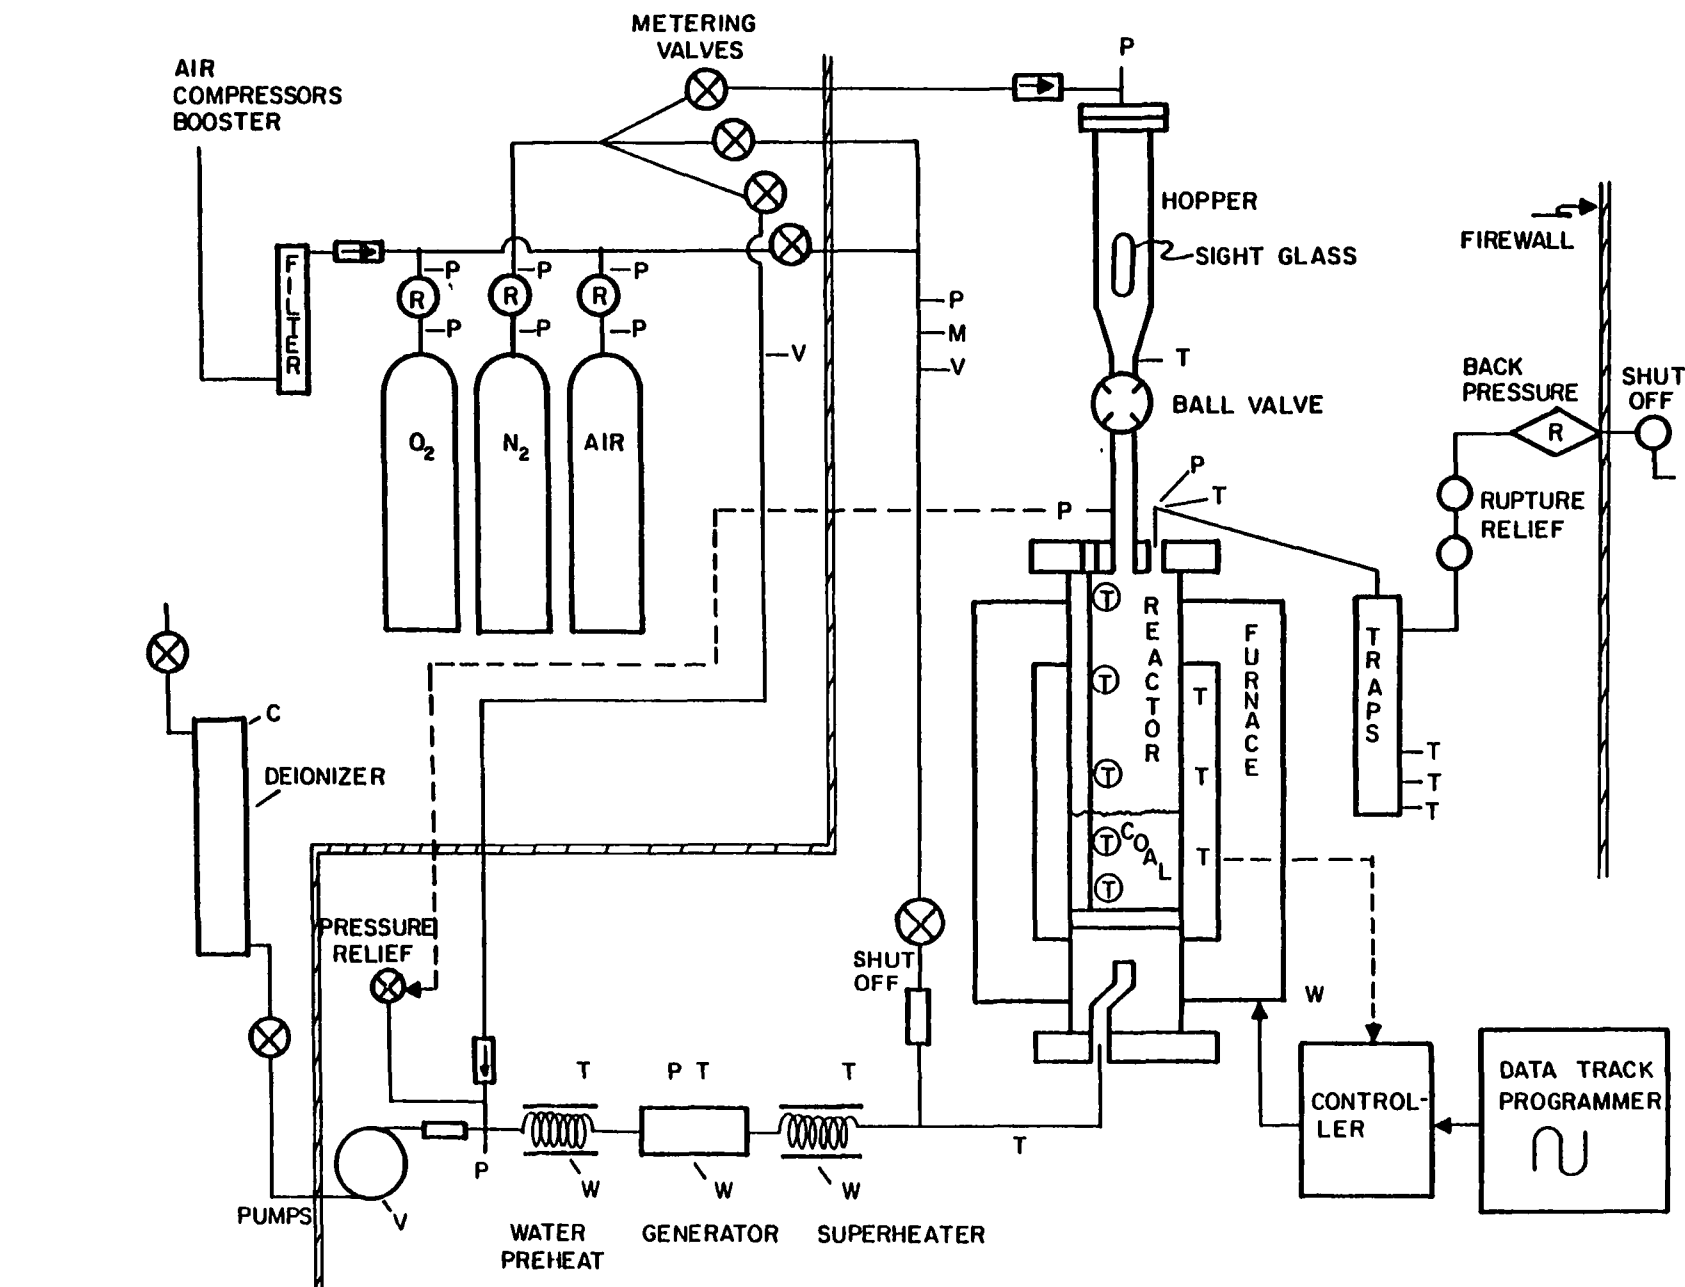 METERING
VALVES
AIR
COMPRESSORS
BOOSTER
P
HOPPER
SIGHT GLASS
FIREWALL
FILTER
P
P
P
R
R
R
P
P
P
P
M
V
V
T
BALL VALVE
BACK
PRESSURE
SHUT
OFF
R
O2
N2
AIR
P
T
P
RUPTURE
RELIEF
T
T
T
T
T
REACTOR
FURNACE
TRAPS
T
T
T
T
T
T
COAL
C
DEIONIZER
PRESSURE
RELIEF
SHUT
OFF
W
T
P T
T
DATA TRACK
PROGRAMMER
CONTROL-
LER
T
P
W
W
W
PUMPS
V
WATER
PREHEAT
GENERATOR
SUPERHEATER